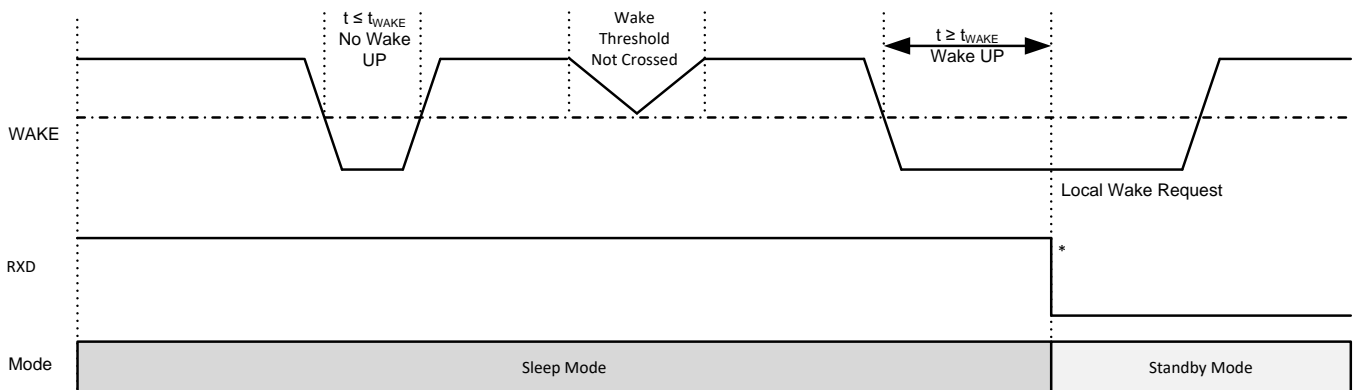 t ≤ tWAKE
No Wake
UP
Wake
Threshold
Not Crossed
t ≥ tWAKE
Wake UP
WAKE
Local Wake Request
RXD
*
Mode
Sleep Mode
Standby Mode